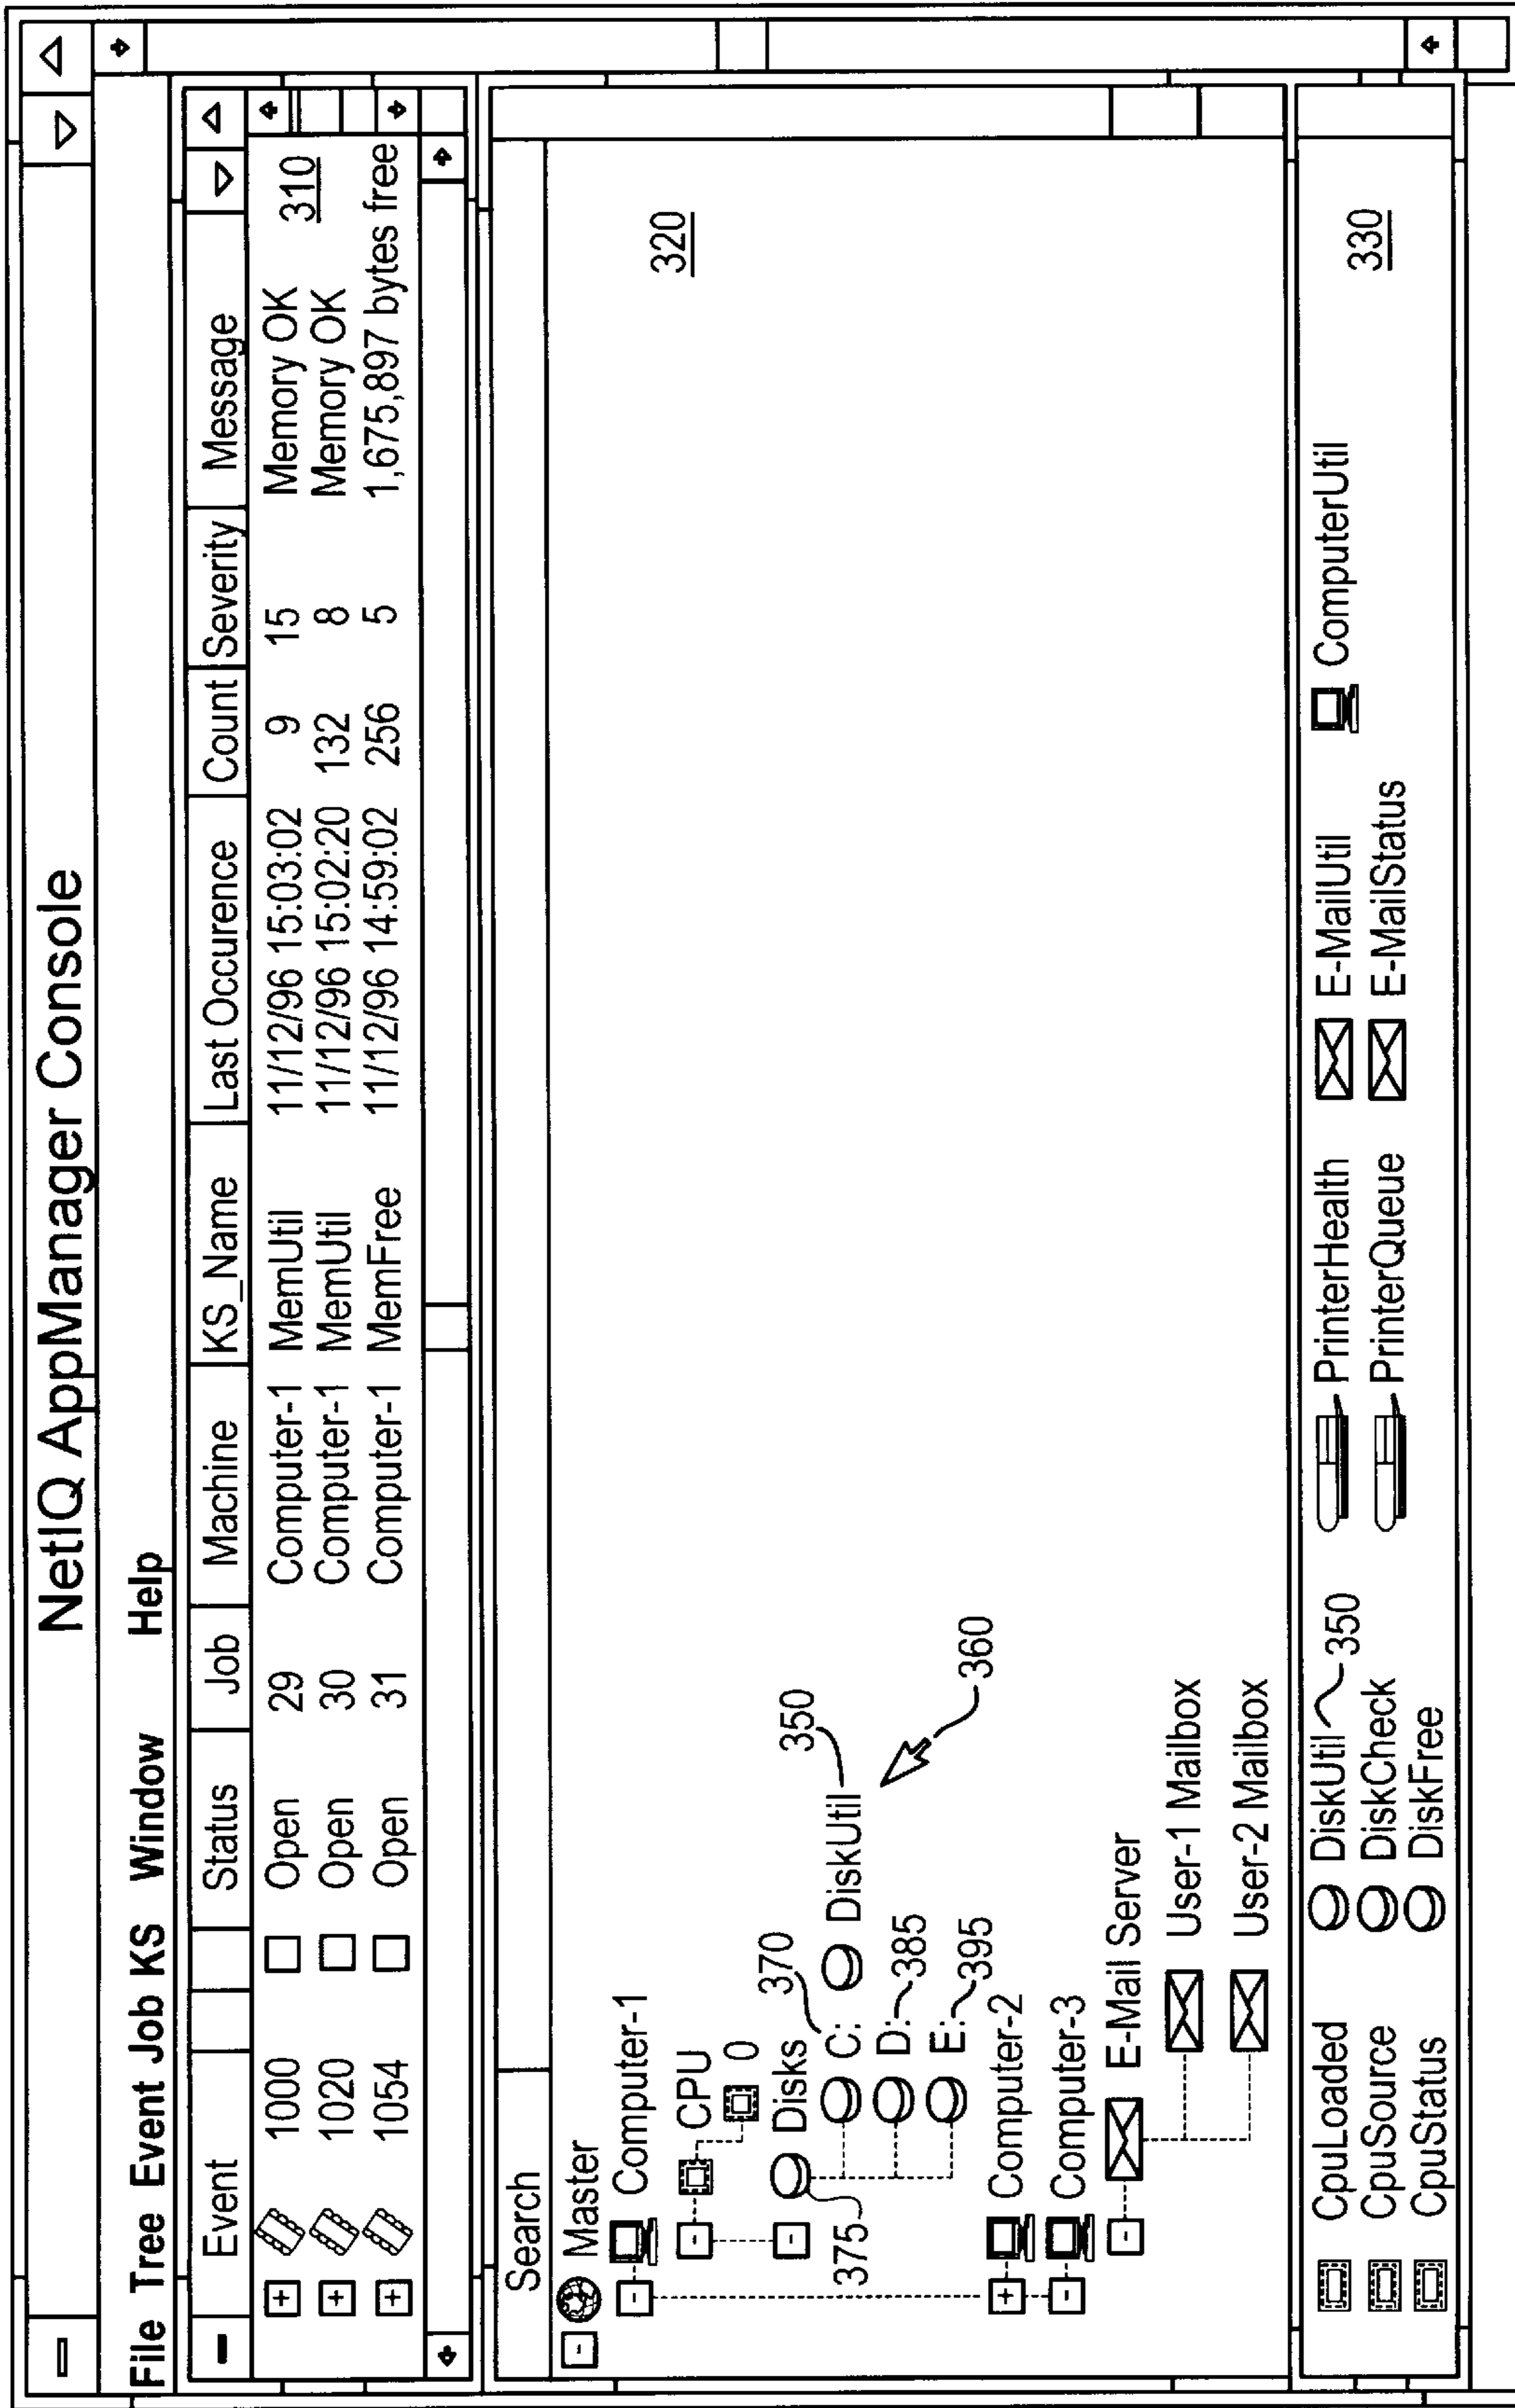 NetIQ AppManager Console
File Tree Event Job KS Window Help
Event Status Job Machine KS_Name Last Occurence Count Severity Message
1000 Open 29 Computer-1 MemUtil 11/12/96 15:03:02 9 15 Memory OK 310
1020 Open 30 Computer-1 MemUtil 11/12/96 15:02:20 132 8 Memory OK
1054 Open 31 Computer-1 MemFree 11/12/96 14:59:02 256 5 1,675,897 bytes free
Search
Master
Computer-1
320
CPU
0
Disks 370 350
C: DiskUtil
375 D: 385
360
E: 395
Computer-2
Computer-3
E-Mail Server
User-1 Mailbox
User-2 Mailbox
CpuLoaded DiskUtil 350 PrinterHealth E-MailUtil ComputerUtil
CpuSource DiskCheck PrinterQueue E-MailStatus 330
CpuStatus DiskFree